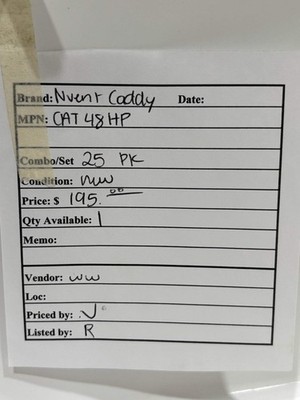 Brand: Nvent Caddy Date:
MPN: CAT 48 HP
Combo/Set 25 PK
Condition: NW
Price: $ 195.00
Qty Available: 1
Memo:
Vendor: WW
Loc:
Priced by: V
Listed by: R